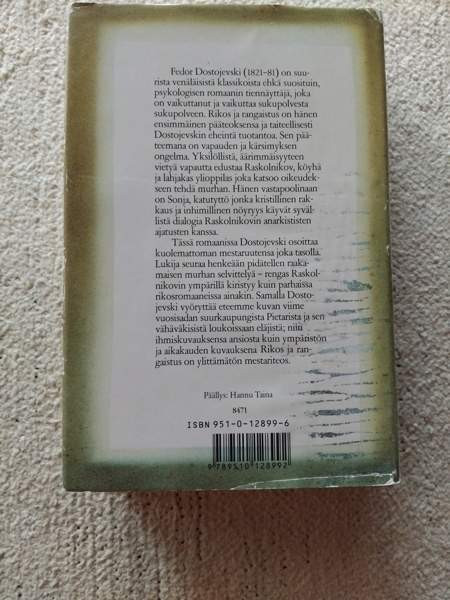 Fedor Dostojevski (1821–81) on suu-
rista venäläisistä klassikoista ehkä suosituin,
psykologisen romaanin tiennäyttäjä, joka
on vaikuttanut ja vaikuttaa sukupolvesta
sukupolveen. Rikos ja rangaistus on hänen
ensimmäinen pääteoksensa ja taiteellisesti
Dostojevskin eheintä tuotantoa. Sen pää-
teemana on vapauden ja kärsimyksen
ongelma. Yksilöllistä, äärimmäisyyteen
vietyä vapautta edustaa Raskolnikov, köyhä
ja lahjakas ylioppilas joka katsoo oikeudek-
seen tehdä murhan. Hänen vastapoolinaan
on Sonja, katutyttö jonka kristillinen rak-
kaus ja inhimillinen nöyryys käyvät syväl-
listä dialogia Raskolnikovin anarkististen
ajatusten kanssa.
Tässä romaanissa Dostojevski osoittaa
kuolemattoman mestaruutensa joka tasolla.
Lukija seuraa henkeään pidätellen raaka-
maisen murhan selvittelyä – rengas Raskol-
nikovin ympärillä kiristyy kuin parhaissa
rikosromaaneissa ainakin. Samalla Dosto-
jevski vyöryttää eteemme kuvan viime
vuosisadan suurkaupungista Pietarista ja sen
vähäväkisistä loukoissaan eläjistä; niin
ihmiskuvauksensa ansiosta kuin ympäristön
ja aikakauden kuvauksena Rikos ja ran-
gaistus on ylittämätön mestariteos.
Päällys: Hannu Taina
8471
ISBN 951-0-12899-6
9789510128992